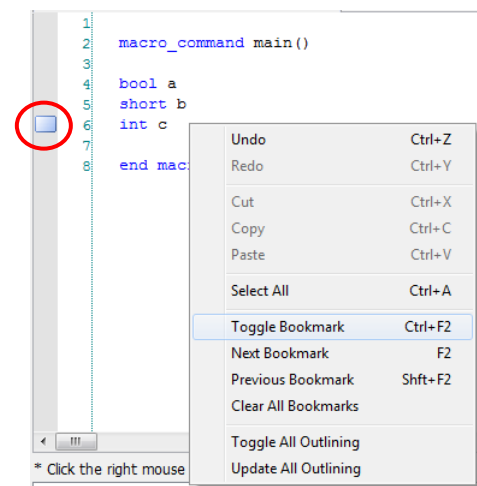 1
2 macro_command main()
3
4 bool a
5 short b
6 int c
7
8 end mac
Undo Ctrl+Z
Redo Ctrl+Y
Cut Ctrl+X
Copy Ctrl+C
Paste Ctrl+V
Select All Ctrl+A
Toggle Bookmark Ctrl+F2
Next Bookmark F2
Previous Bookmark Shft+F2
Clear All Bookmarks
Toggle All Outlining
Update All Outlining
* Click the right mouse